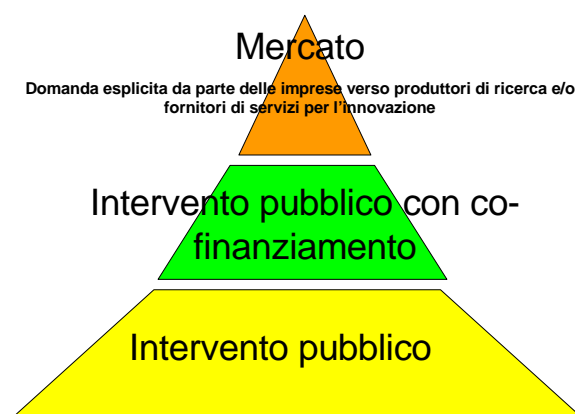 Mercato
Domanda esplicita da parte delle imprese verso produttori di ricerca e/o
fornitori di servizi per l'innovazione
Intervento pubblico con co-
finanziamento
Intervento pubblico